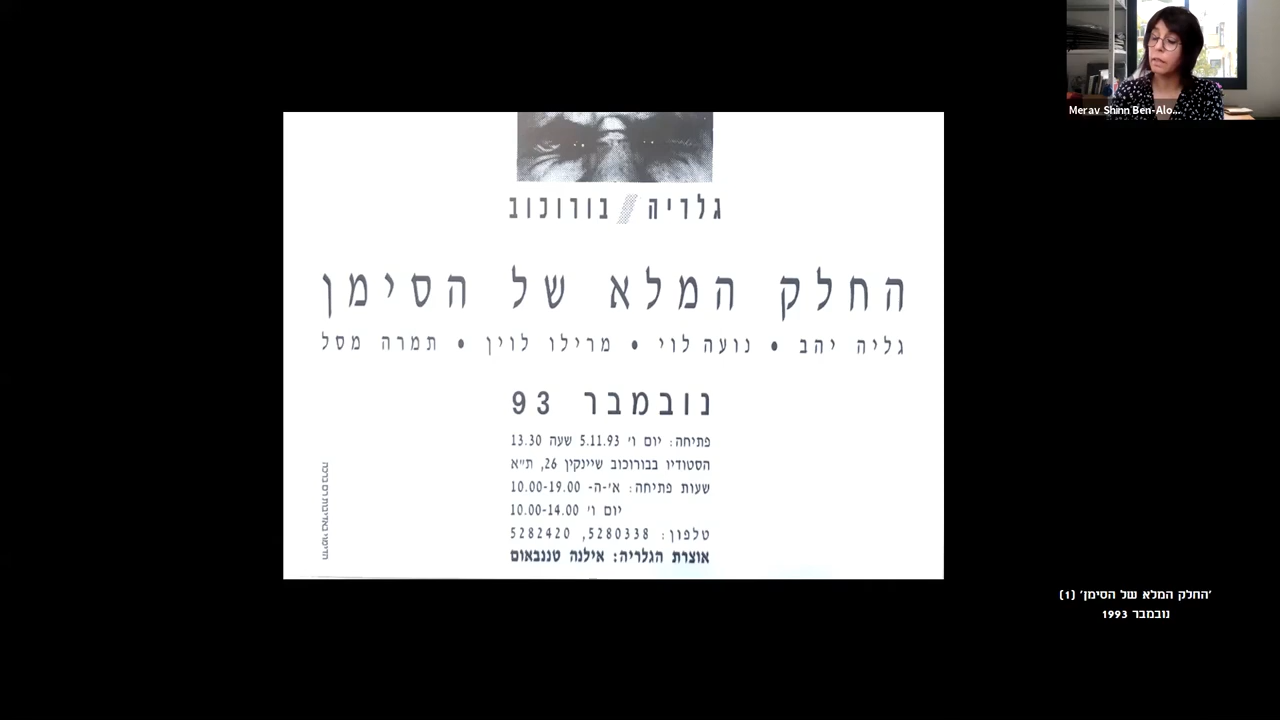 Merav Shinn Ben-Alo...
גלריה // בורוכוב
החלק המלא של הסימן
גליה יהב • נועה לוי • מרילו לוין • תמרה מסל
נובמבר 93
פתיחה: יום ו' 5.11.93 שעה 13.30
הסטודיו בבורוכוב שיינקין 26, ת"א
שעות פתיחה: א'-ה'- 10.00-19.00
יום ו' 10.00-14.00
טלפון: 5280338, 5282420
אוצרת הגלריה: אילנה טננבאום
'החלק המלא של הסימן' (1)
נובמבר 1993